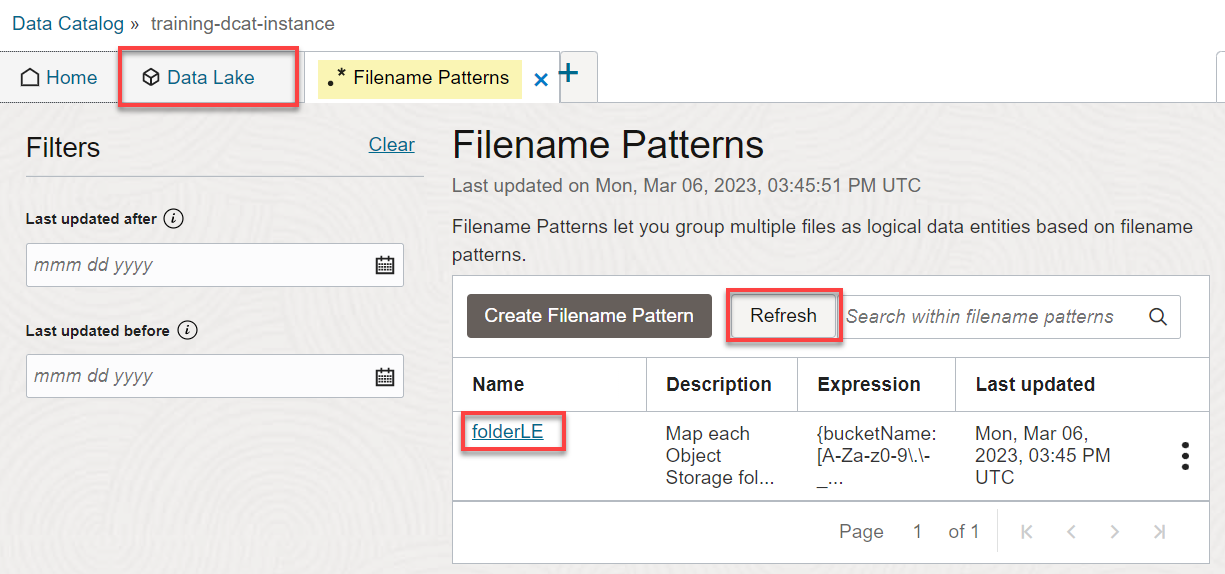 Data Catalog » training-dcat-instance
Home
Data Lake
.* Filename Patterns
Filters
Clear
Last updated after
mmm dd yyyy
Last updated before
mmm dd yyyy
Filename Patterns
Last updated on Mon, Mar 06, 2023, 03:45:51 PM UTC
Filename Patterns let you group multiple files as logical data entities based on filename
patterns.
Create Filename Pattern
Refresh
Search within filename patterns
Name
Description
Expression
Last updated
folderLE
Map each
Object
Storage fol...
{bucketName:
[A-Za-z0-9\.\-
_...
Mon, Mar 06,
2023, 03:45 PM
UTC
Page 1 of 1